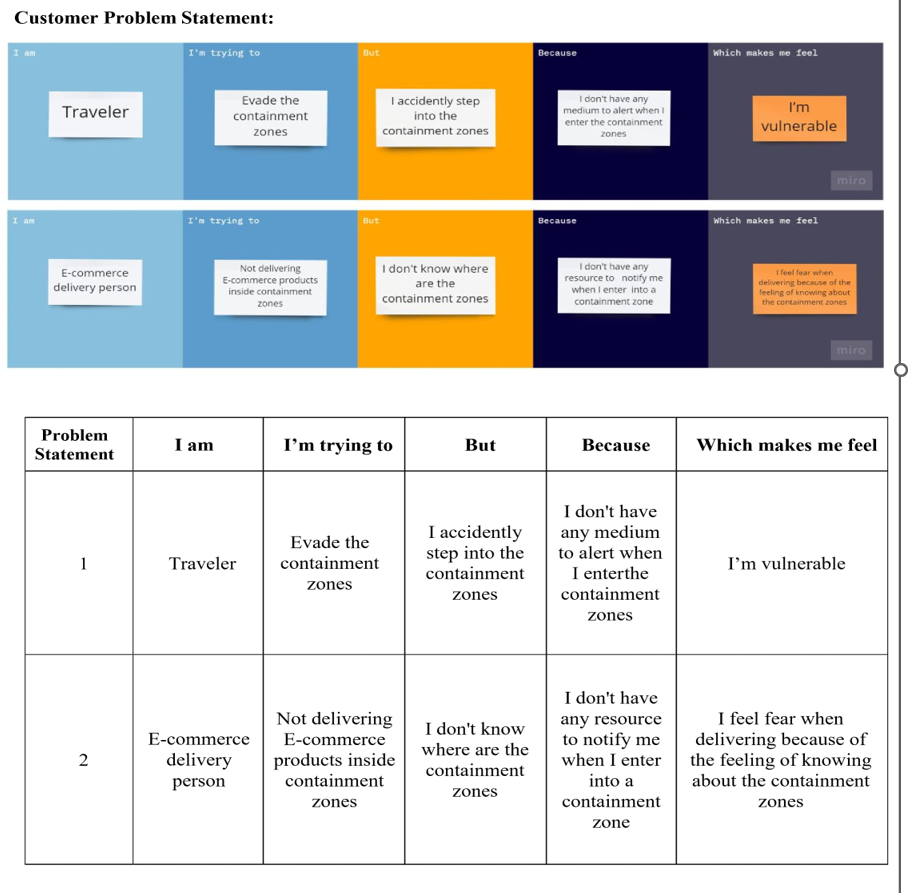 Customer Problem Statement:
I am
I'm trying to
But
Because
Which makes me feel
Traveler
Evade the
containment
zones
I accidently step
into the
containment zones
I don't have any
medium to alert when I
enter the containment
zones
I'm
vulnerable
miro
I am
I'm trying to
But
Because
Which makes me feel
E-commerce
delivery person
Not delivering
E-commerce products
inside containment
zones
I don't know where
are the
containment zones
I don't have any
resource to notify me
when I enter into a
containment zone
I feel fear when
delivering because of the
feeling of knowing about
the containment zones
miro
Problem
Statement
I am
I’m trying to
But
Because
Which makes me feel
1
Traveler
Evade the
containment
zones
I accidently
step into the
containment
zones
I don't have
any medium
to alert when
I enterthe
containment
zones
I’m vulnerable
2
E-commerce
delivery
person
Not delivering
E-commerce
products inside
containment
zones
I don't know
where are the
containment
zones
I don't have
any resource
to notify me
when I enter
into a
containment
zone
I feel fear when
delivering because of
the feeling of knowing
about the containment
zones